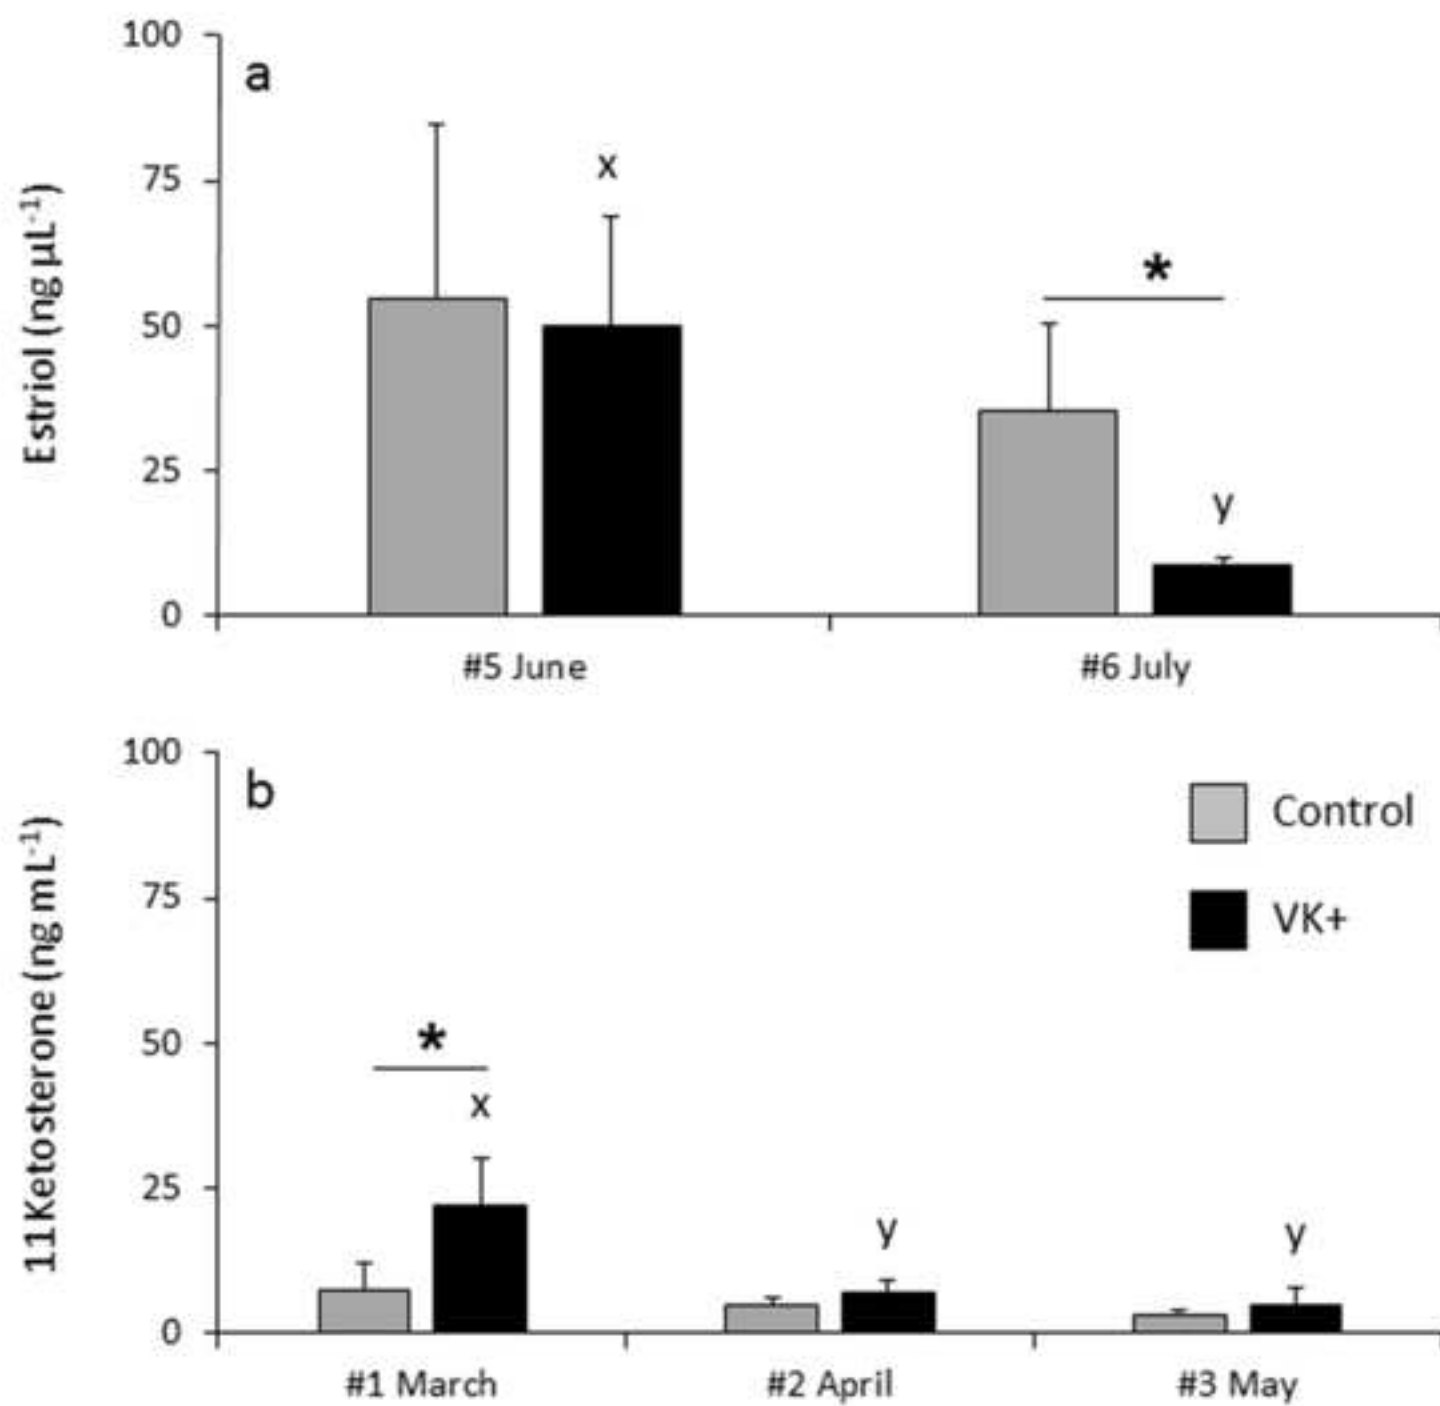 100
a
75
x
Estriol (ng µL-1)
*
50
25
y
0
#5 June
#6 July
100
b
Control
75
VK+
11Ketosterone (ng mL-1)
50
*
x
25
y
y
0
#1 March
#2 April
#3 May